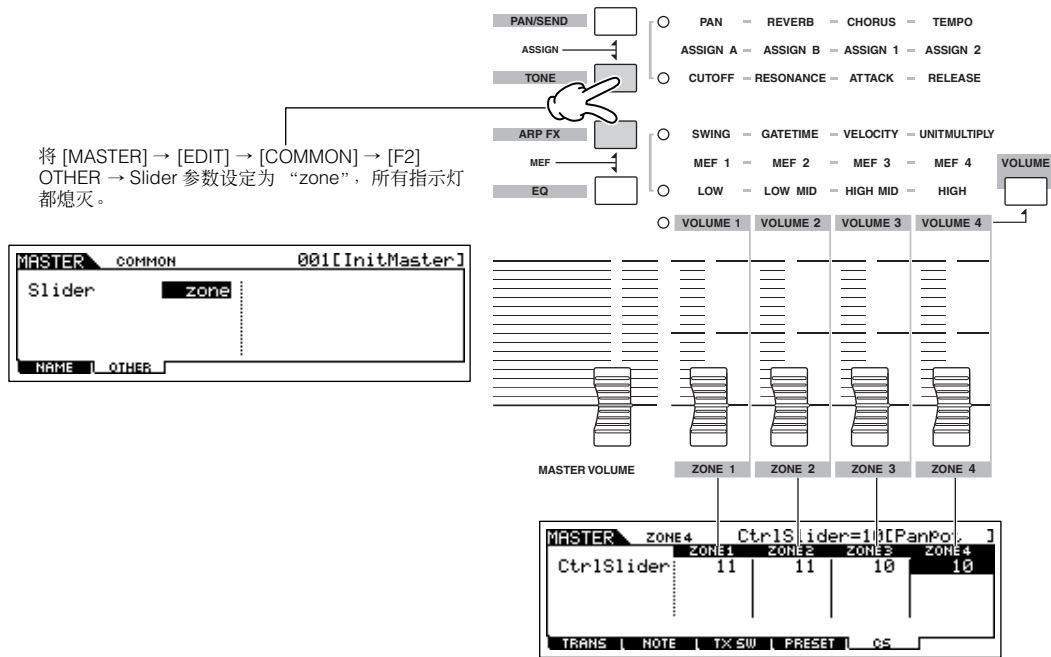 PAN/SEND
PAN REVERB CHORUS TEMPO
ASSIGN
ASSIGN A ASSIGN B ASSIGN 1 ASSIGN 2
TONE
CUTOFF RESONANCE ATTACK RELEASE
ARP FX
SWING GATETIME VELOCITY UNITMULTIPLY
MEF
MEF 1 MEF 2 MEF 3 MEF 4
VOLUME
EQ
LOW LOW MID HIGH MID HIGH
VOLUME 1 VOLUME 2 VOLUME 3 VOLUME 4
将 [MASTER] → [EDIT] → [COMMON] → [F2]
OTHER → Slider 参数设定为 “zone”，所有指示灯
都熄灭。
MASTER COMMON 001[InitMaster]
Slider zone
NAME OTHER
MASTER VOLUME
ZONE 1 ZONE 2 ZONE 3 ZONE 4
MASTER ZONE4 CtrlSlider=10[Panpot ]
ZONE1 ZONE2 ZONE3 ZONE4
CtrlSlider 11 11 10 10
TRANS NOTE TX SW PRESET CS